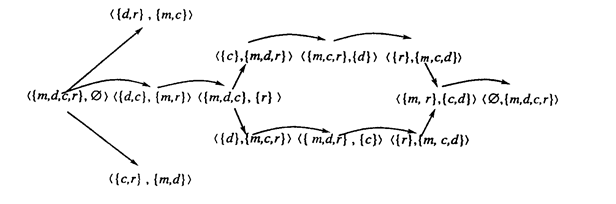 ⟨{d,r} , {m,c}⟩
⟨{c},{m,d,r}⟩ ⟨{m,c,r},{d}⟩ ⟨{r},{m,c,d}⟩
⟨{m,d,c,r}, ∅⟩ ⟨{d,c}, {m,r}⟩ ⟨{m,d,c}, {r} ⟩ ⟨{m, r},{c,d}⟩ ⟨∅,{m,d,c,r}⟩
⟨{d},{m,c,r}⟩ ⟨{ m,d,r} , {c}⟩ ⟨{r},{m, c,d}⟩
⟨{c,r} , {m,d}⟩